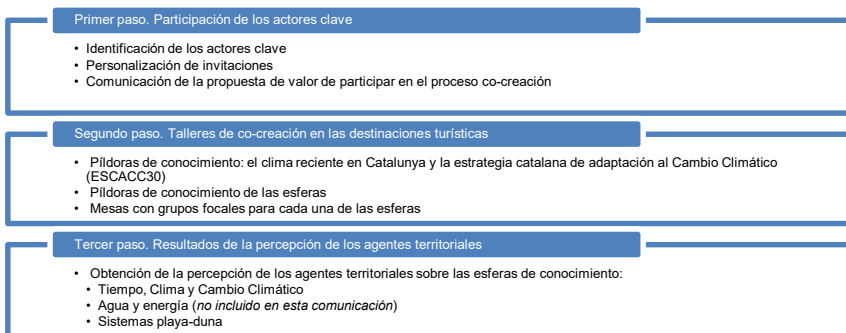 Primer paso. Participación de los actores clave
• Identificación de los actores clave
• Personalización de invitaciones
• Comunicación de la propuesta de valor de participar en el proceso co-creación
Segundo paso. Talleres de co-creación en las destinaciones turísticas
• Píldoras de conocimiento: el clima reciente en Catalunya y la estrategia catalana de adaptación al Cambio Climático
(ESCACC30)
• Píldoras de conocimiento de las esferas
• Mesas con grupos focales para cada una de las esferas
Tercer paso. Resultados de la percepción de los agentes territoriales
• Obtención de la percepción de los agentes territoriales sobre las esferas de conocimiento:
• Tiempo, Clima y Cambio Climático
• Agua y energía (no incluido en esta comunicación)
• Sistemas playa-duna